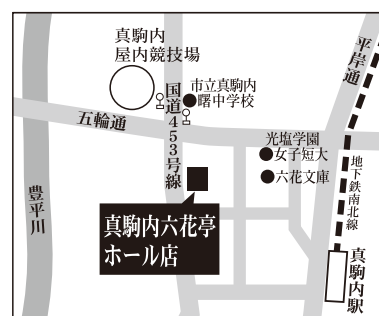 真駒内
屋内競技場
国道453号線
市立真駒内
曙中学校
平岸通
五輪通
光塩学園
女子短大
六花文庫
地下鉄南北線
豊平川
真駒内六花亭
ホール店
真駒内駅